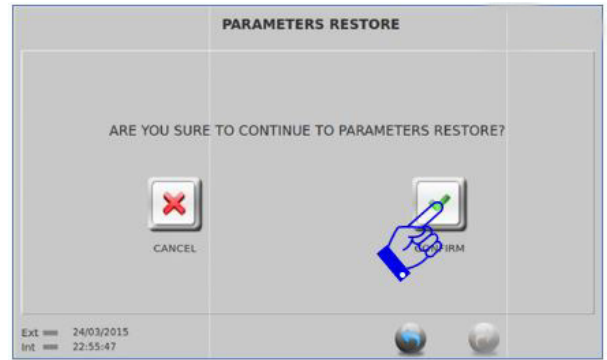 PARAMETERS RESTORE
ARE YOU SURE TO CONTINUE TO PARAMETERS RESTORE?
CANCEL
CONFIRM
Ext 24/03/2015
Int 22:55:47